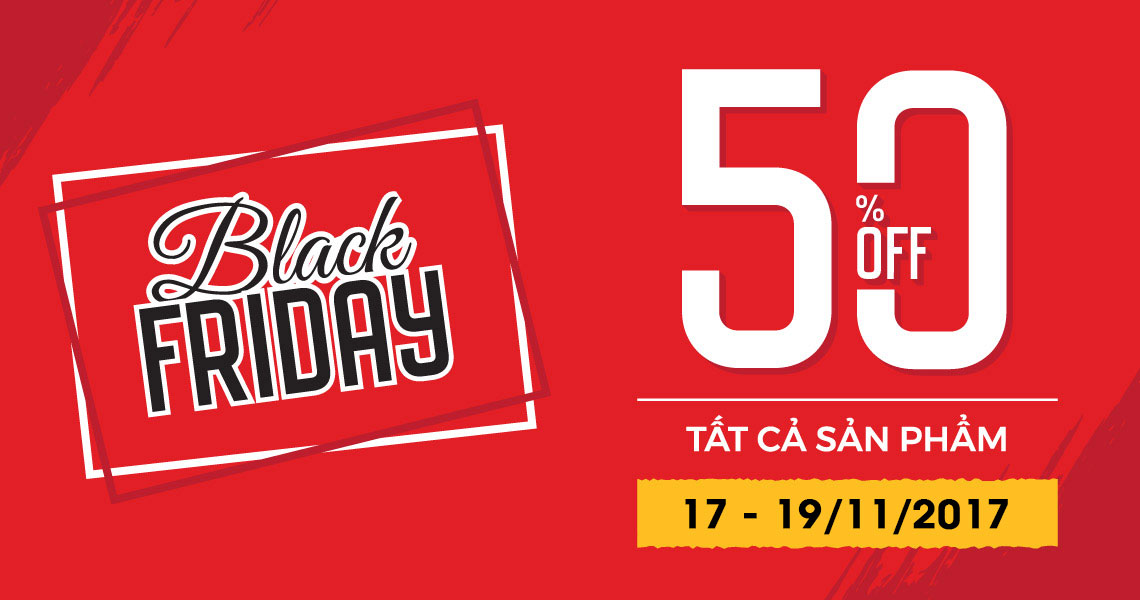 Black
FRIDAY
50
%
OFF
TẤT CẢ SẢN PHẨM
17 - 19/11/2017